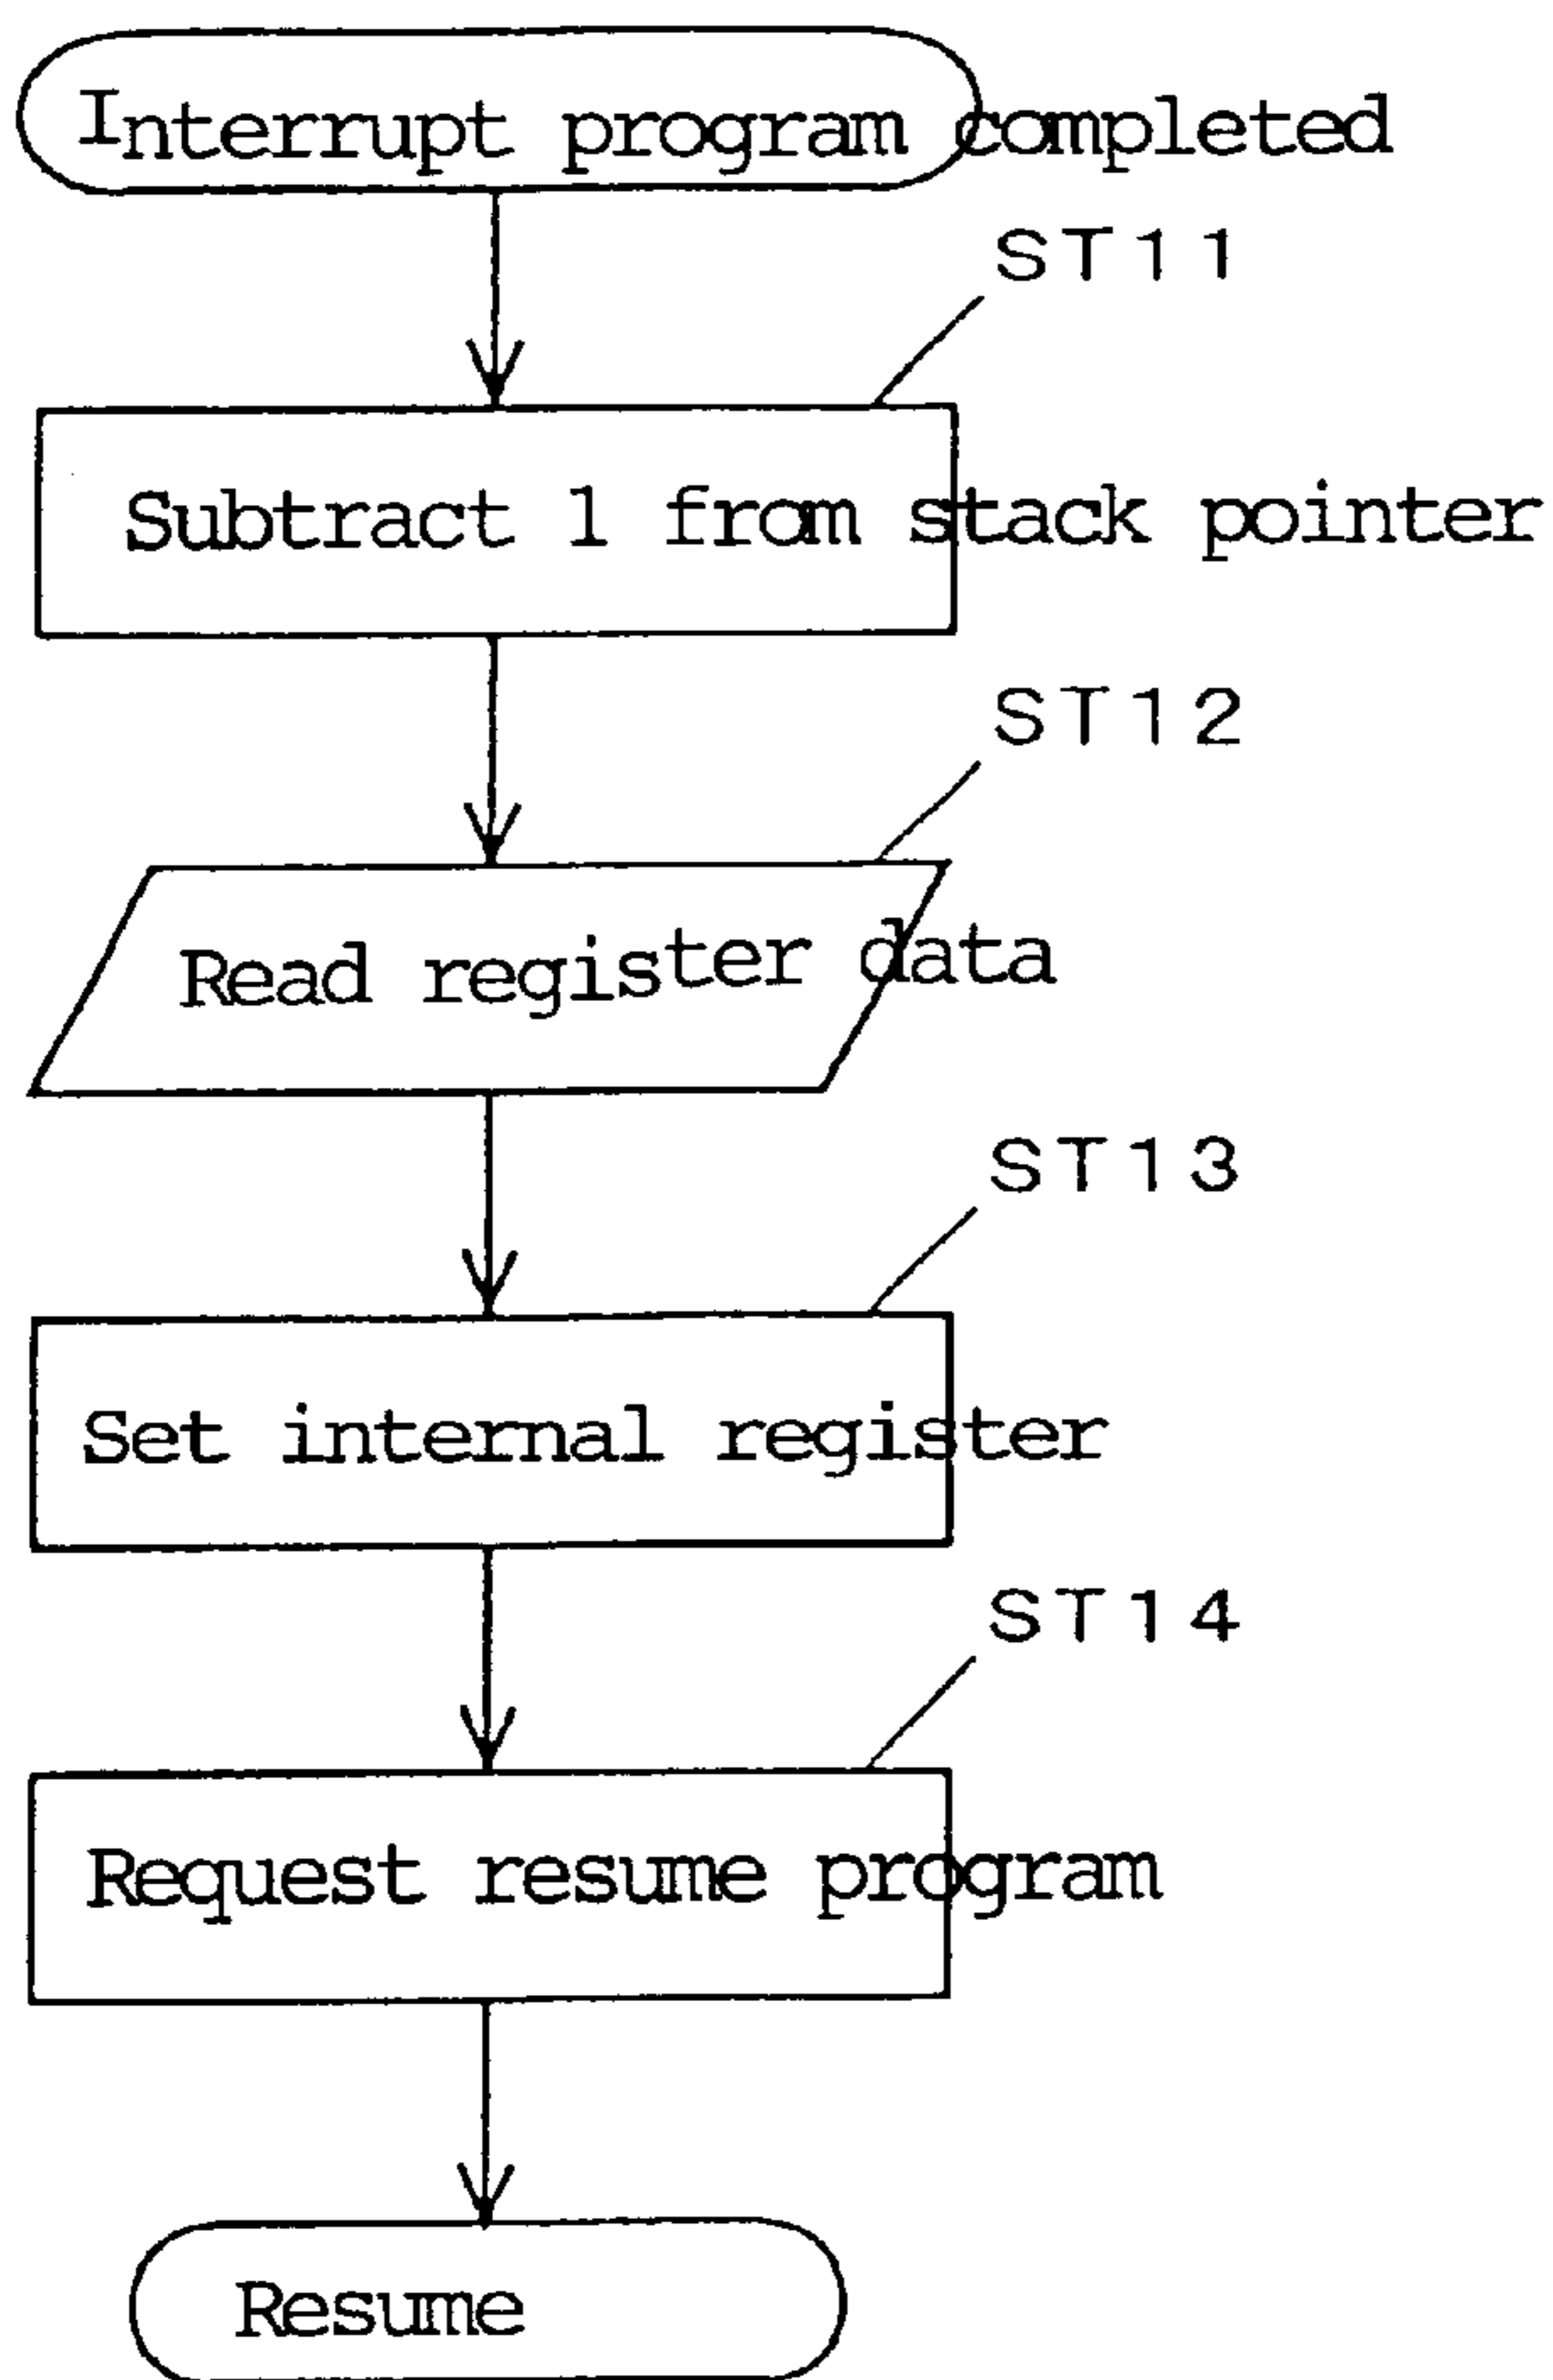 Interrupt program completed
ST11
Subtract 1 from stack pointer
ST12
Read register data
ST13
Set internal register
ST14
Request resume program
Resume